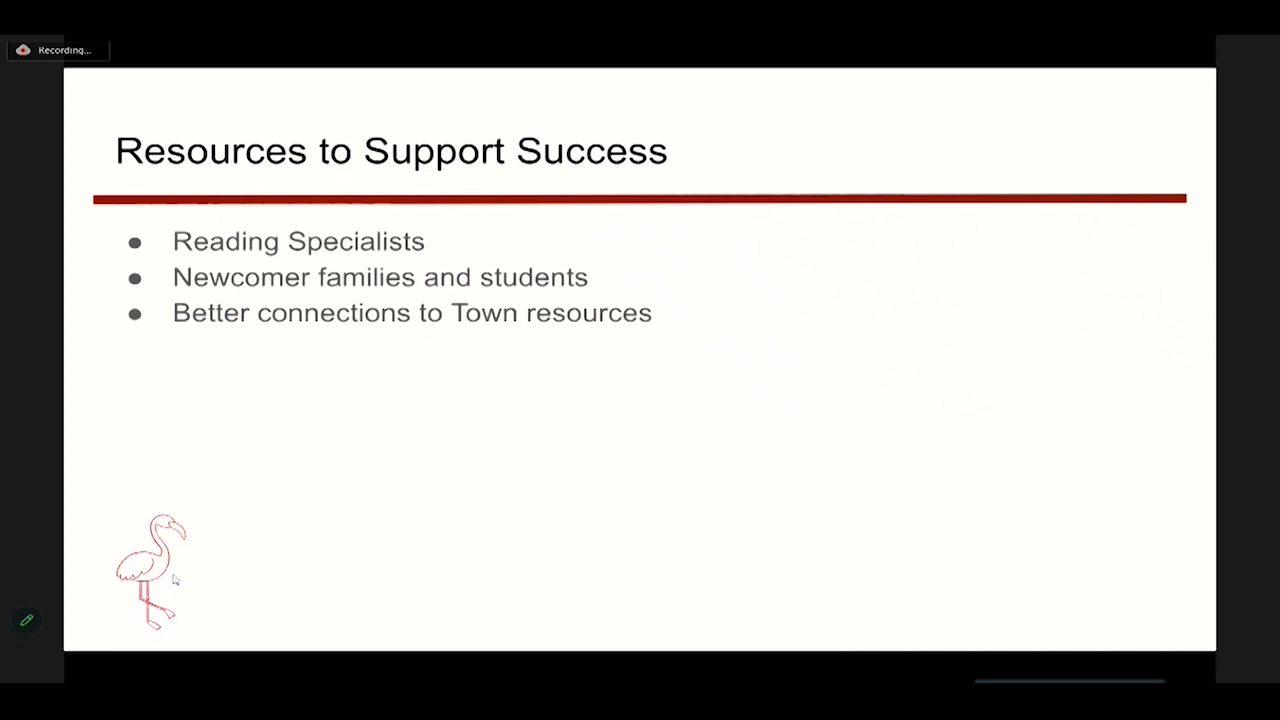 Recording...
Resources to Support Success
● Reading Specialists
● Newcomer families and students
● Better connections to Town resources